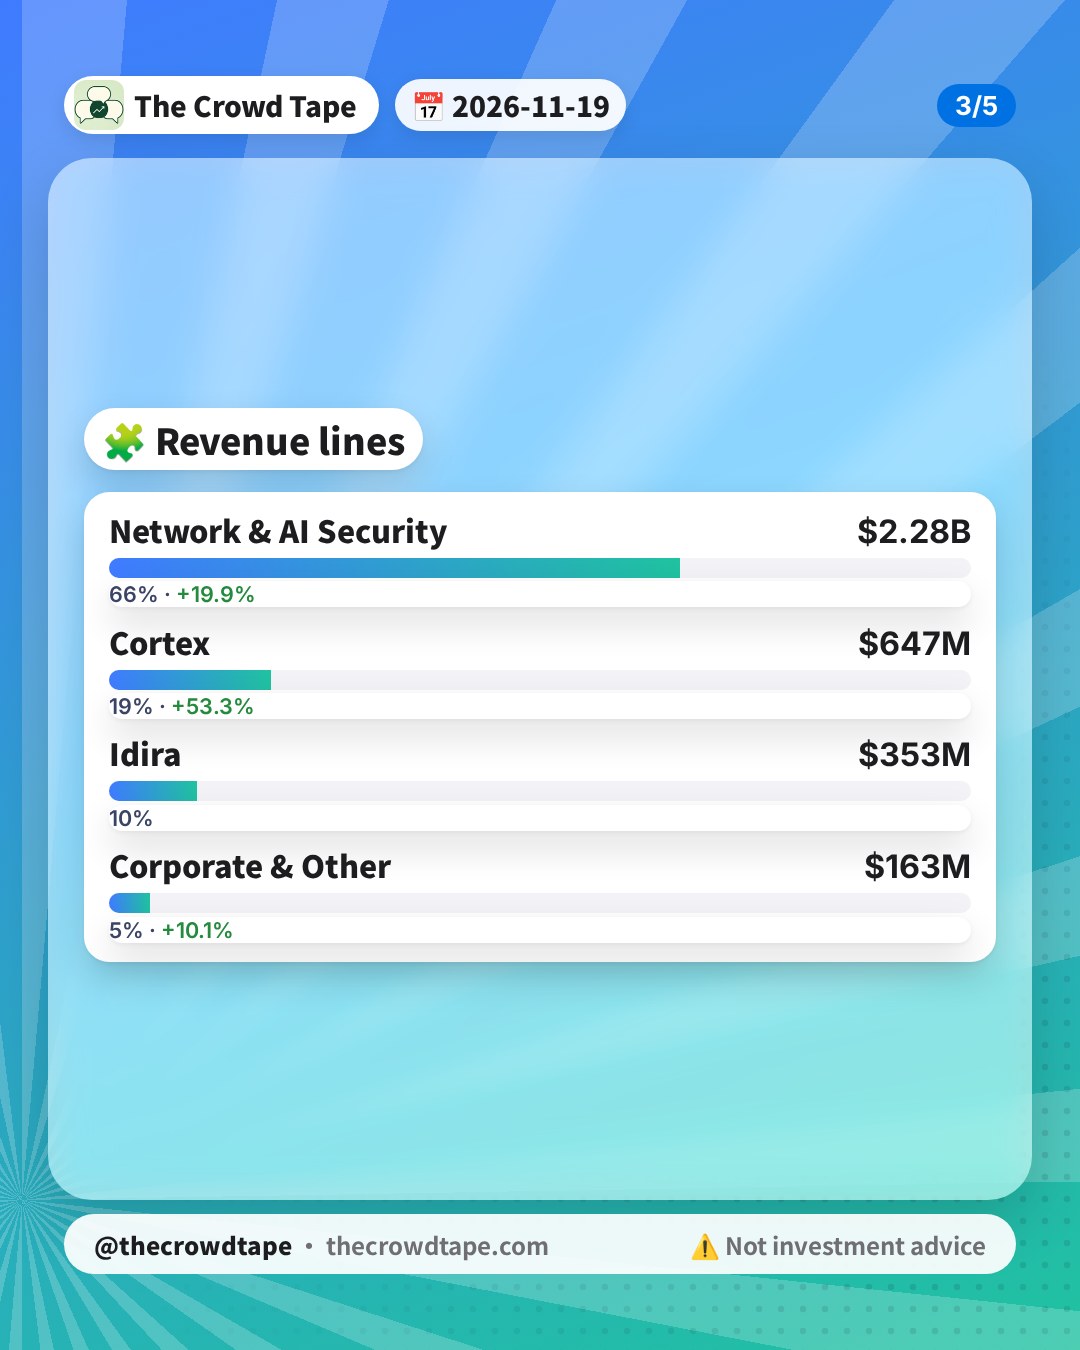 The Crowd Tape
July
2026-11-19
3/5
Revenue lines
Network & AI Security $2.28B
66% · +19.9%
Cortex $647M
19% · +53.3%
Idira $353M
10%
Corporate & Other $163M
5% · +10.1%
@thecrowdtape • thecrowdtape.com
Not investment advice